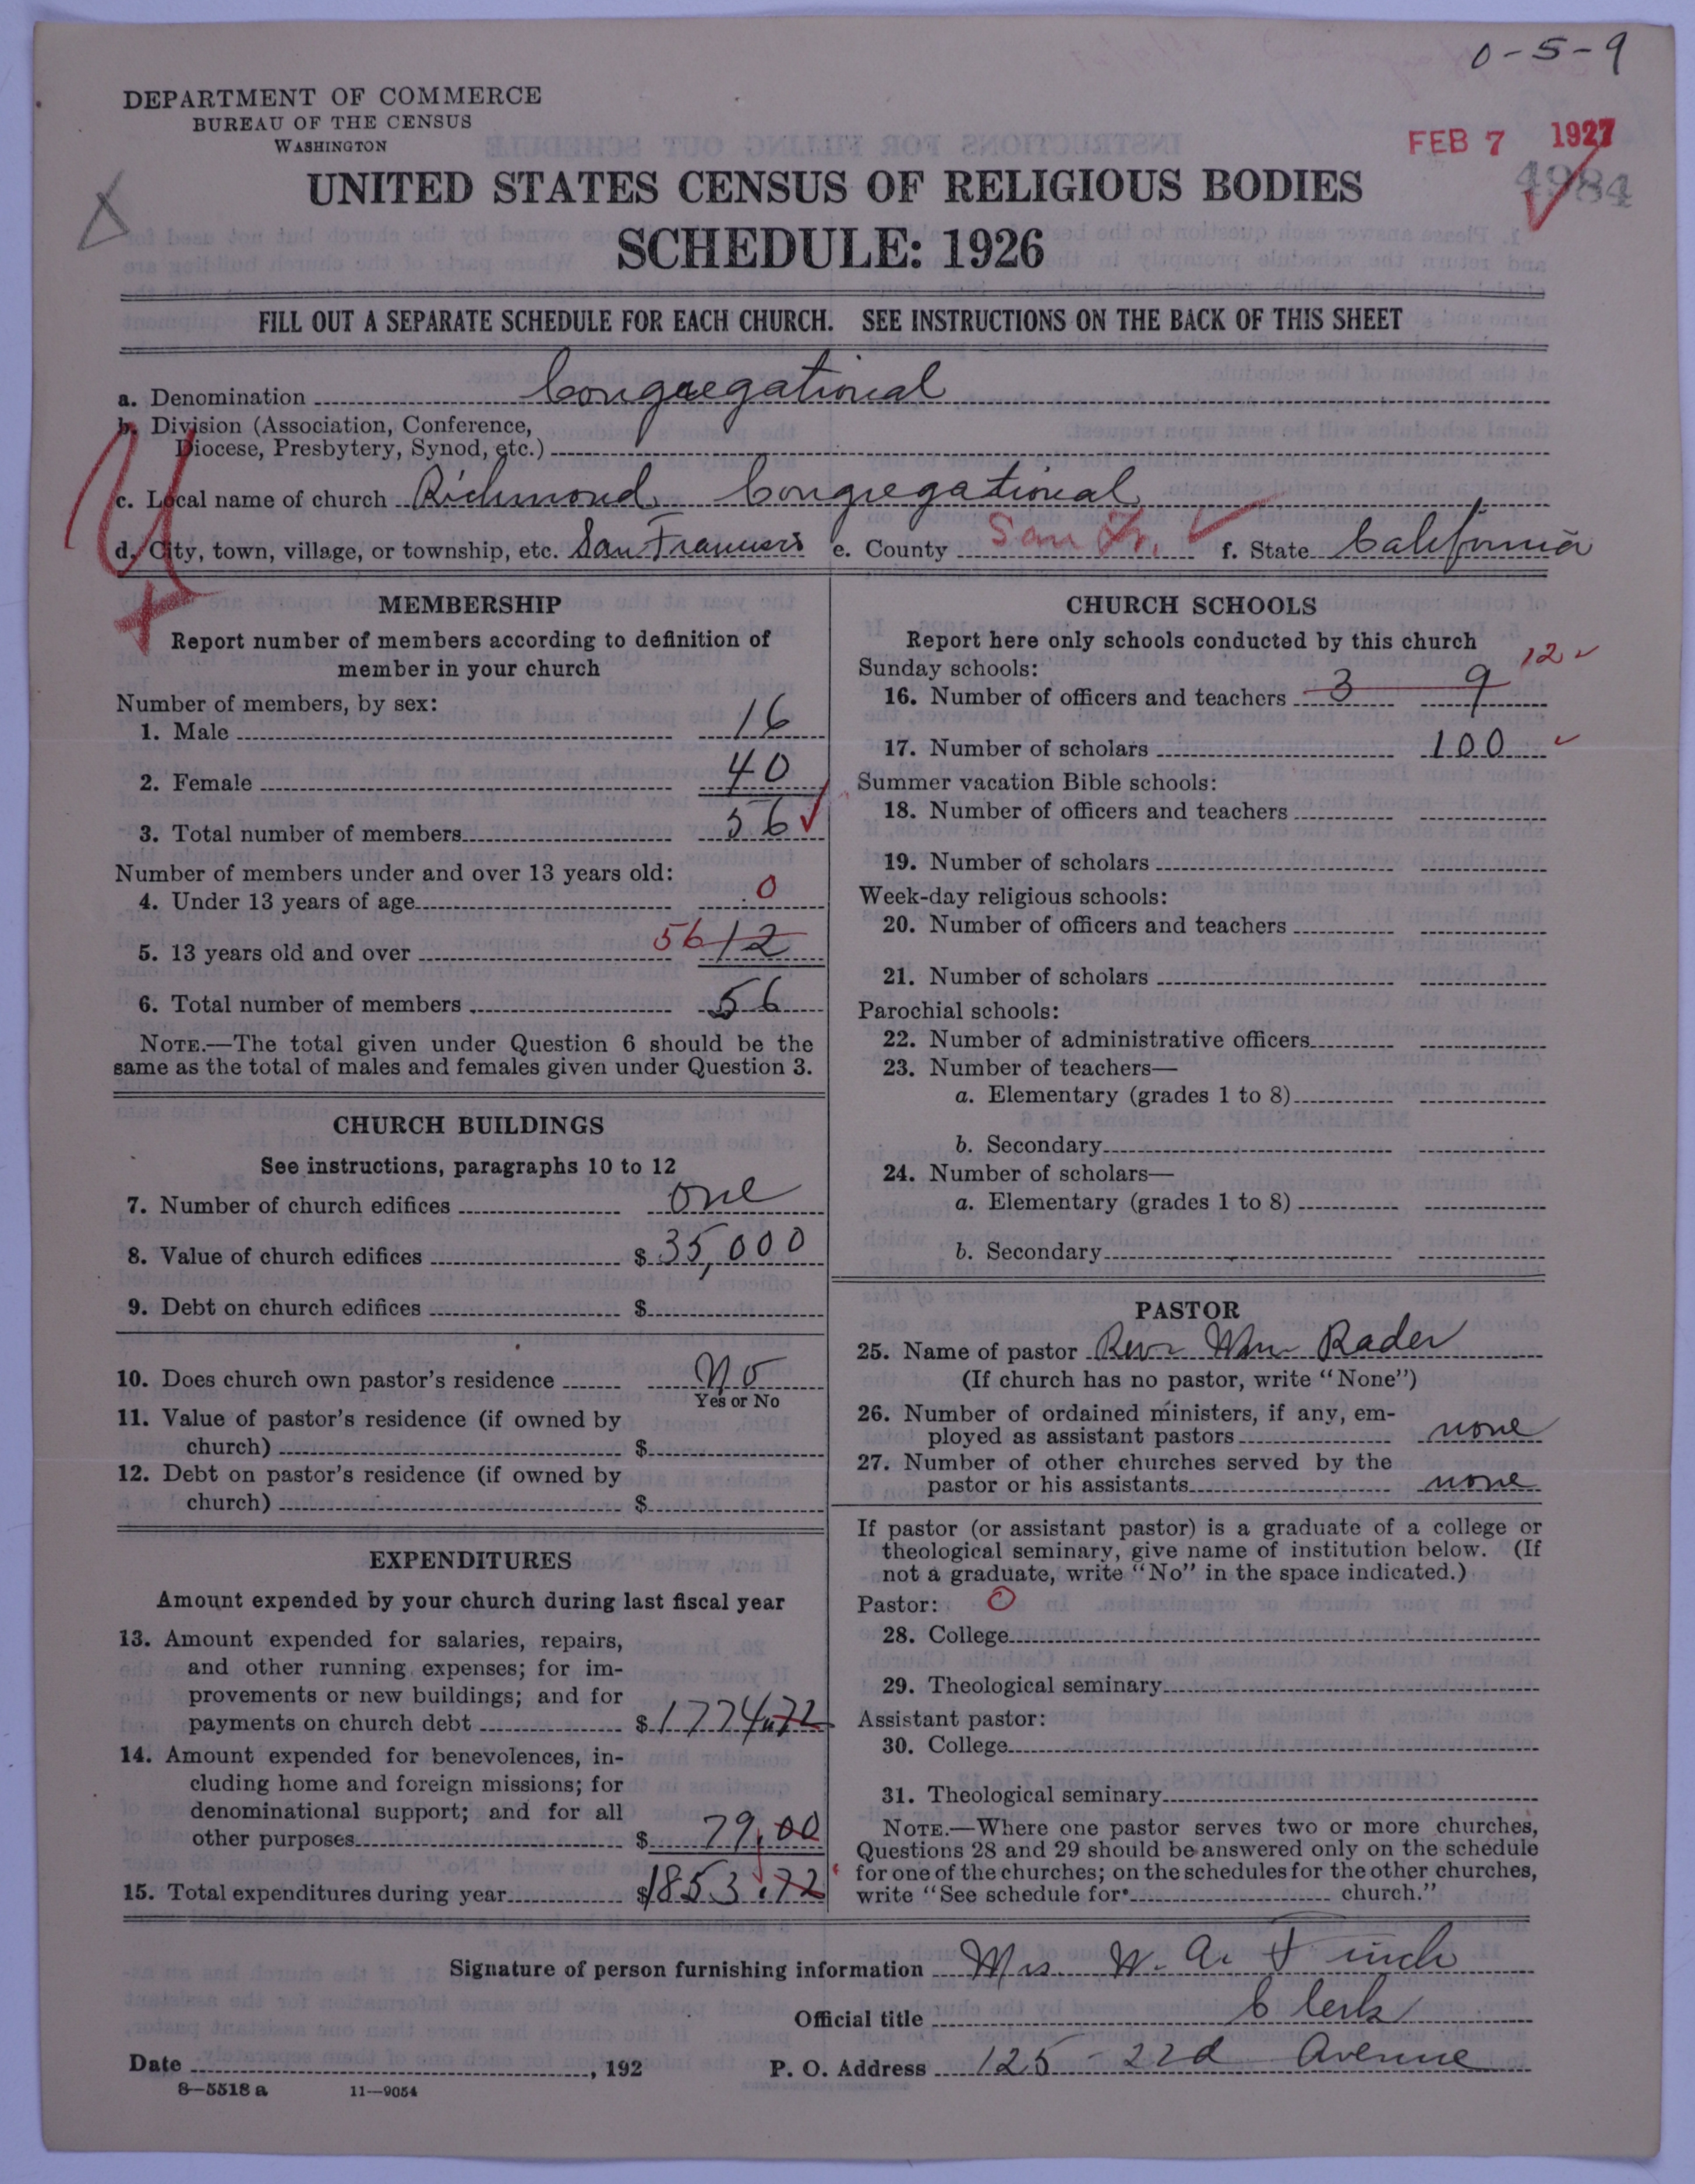 0-5-9
DEPARTMENT OF COMMERCE
BUREAU OF THE CENSUS
WASHINGTON
FEB 7 1927
4984
UNITED STATES CENSUS OF RELIGIOUS BODIES
SCHEDULE: 1926
FILL OUT A SEPARATE SCHEDULE FOR EACH CHURCH. SEE INSTRUCTIONS ON THE BACK OF THIS SHEET
a. Denomination Congregational
b. Division (Association, Conference,
Diocese, Presbytery, Synod, etc.)
c. Local name of church Richmond Congregational
d. City, town, village, or township, etc. San Francisco e. County San Fr. f. State California
MEMBERSHIP
Report number of members according to definition of
member in your church
Number of members, by sex:
1. Male 16
2. Female 40
3. Total number of members 56
Number of members under and over 13 years old:
4. Under 13 years of age 0
5. 13 years old and over 56 12
6. Total number of members 56
NOTE.—The total given under Question 6 should be the
same as the total of males and females given under Question 3.
CHURCH BUILDINGS
See instructions, paragraphs 10 to 12
7. Number of church edifices one
8. Value of church edifices $ 35,000
9. Debt on church edifices $
10. Does church own pastor's residence No
Yes or No
11. Value of pastor's residence (if owned by
church) $
12. Debt on pastor's residence (if owned by
church) $
EXPENDITURES
Amount expended by your church during last fiscal year
13. Amount expended for salaries, repairs,
and other running expenses; for im-
provements or new buildings; and for
payments on church debt $ 1774.72
14. Amount expended for benevolences, in-
cluding home and foreign missions; for
denominational support; and for all
other purposes $ 79.00
15. Total expenditures during year $ 1853.72
CHURCH SCHOOLS
Report here only schools conducted by this church
Sunday schools: 12
16. Number of officers and teachers 3 9
17. Number of scholars 100
Summer vacation Bible schools:
18. Number of officers and teachers
19. Number of scholars
Week-day religious schools:
20. Number of officers and teachers
21. Number of scholars
Parochial schools:
22. Number of administrative officers
23. Number of teachers—
a. Elementary (grades 1 to 8)
b. Secondary
24. Number of scholars—
a. Elementary (grades 1 to 8)
b. Secondary
PASTOR
25. Name of pastor Rev. Wm Rader
(If church has no pastor, write "None")
26. Number of ordained ministers, if any, em-
ployed as assistant pastors none
27. Number of other churches served by the
pastor or his assistants none
If pastor (or assistant pastor) is a graduate of a college or
theological seminary, give name of institution below. (If
not a graduate, write "No" in the space indicated.)
Pastor: 0
28. College
29. Theological seminary
Assistant pastor:
30. College
31. Theological seminary
NOTE.—Where one pastor serves two or more churches,
Questions 28 and 29 should be answered only on the schedule
for one of the churches; on the schedules for the other churches,
write "See schedule for church."
Signature of person furnishing information Mrs W. A. Finch
Official title Clerk
Date , 192 P. O. Address 125 - 22d Avenue
8—5518 a 11—9054